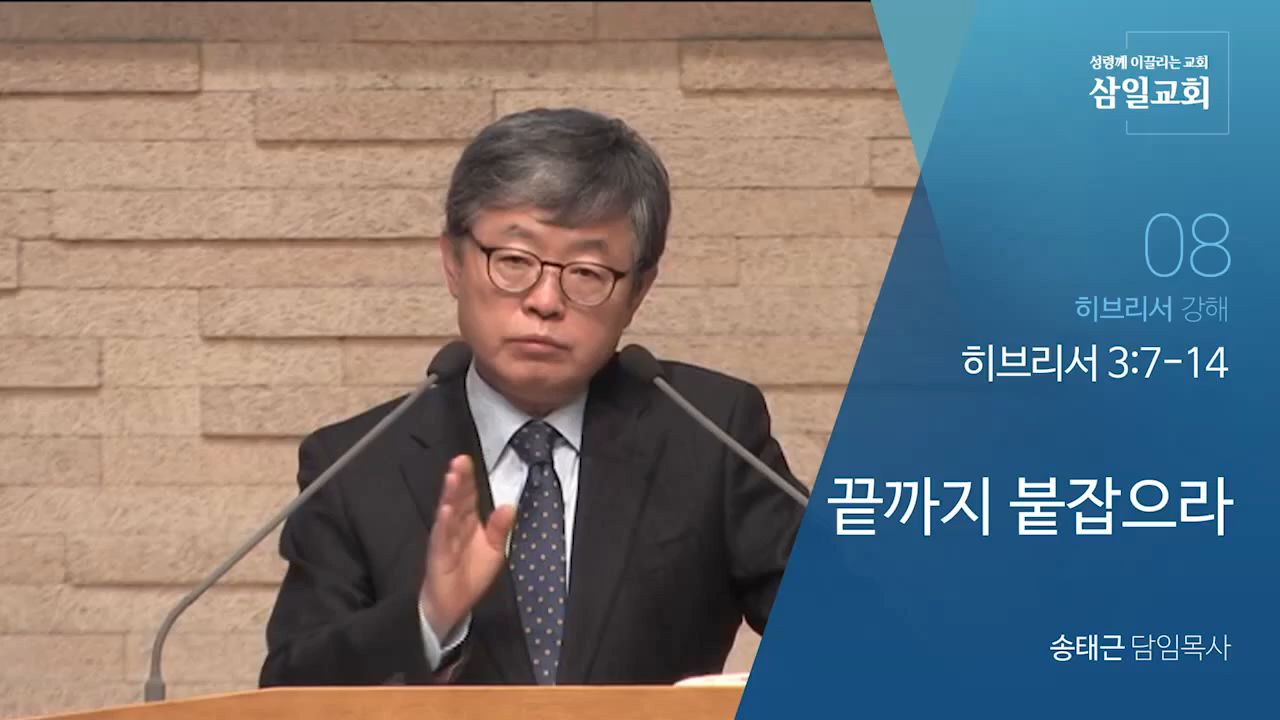 성령께 이끌리는 교회
삼일교회
08
히브리서 강해
히브리서 3:7-14
끝까지 붙잡으라
송태근 담임목사